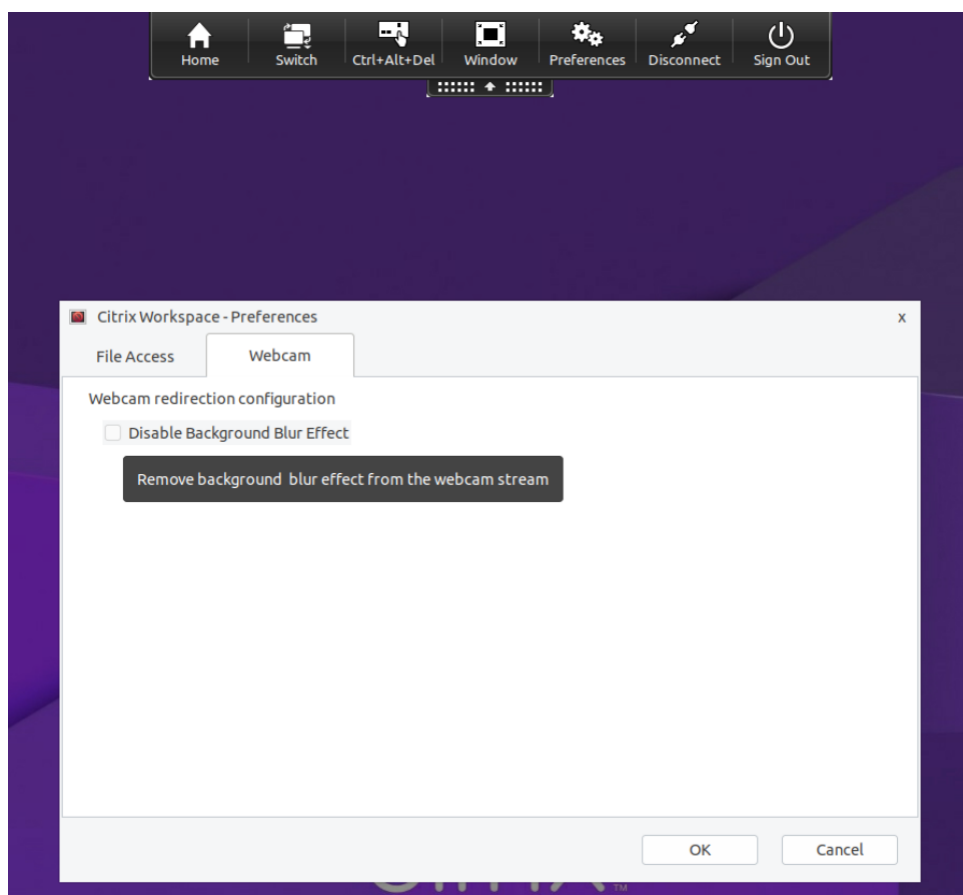 Home Switch Ctrl+Alt+Del Window Preferences Disconnect Sign Out
Citrix Workspace - Preferences x
File Access Webcam
Webcam redirection configuration
Disable Background Blur Effect
Remove background blur effect from the webcam stream
OK Cancel
TM